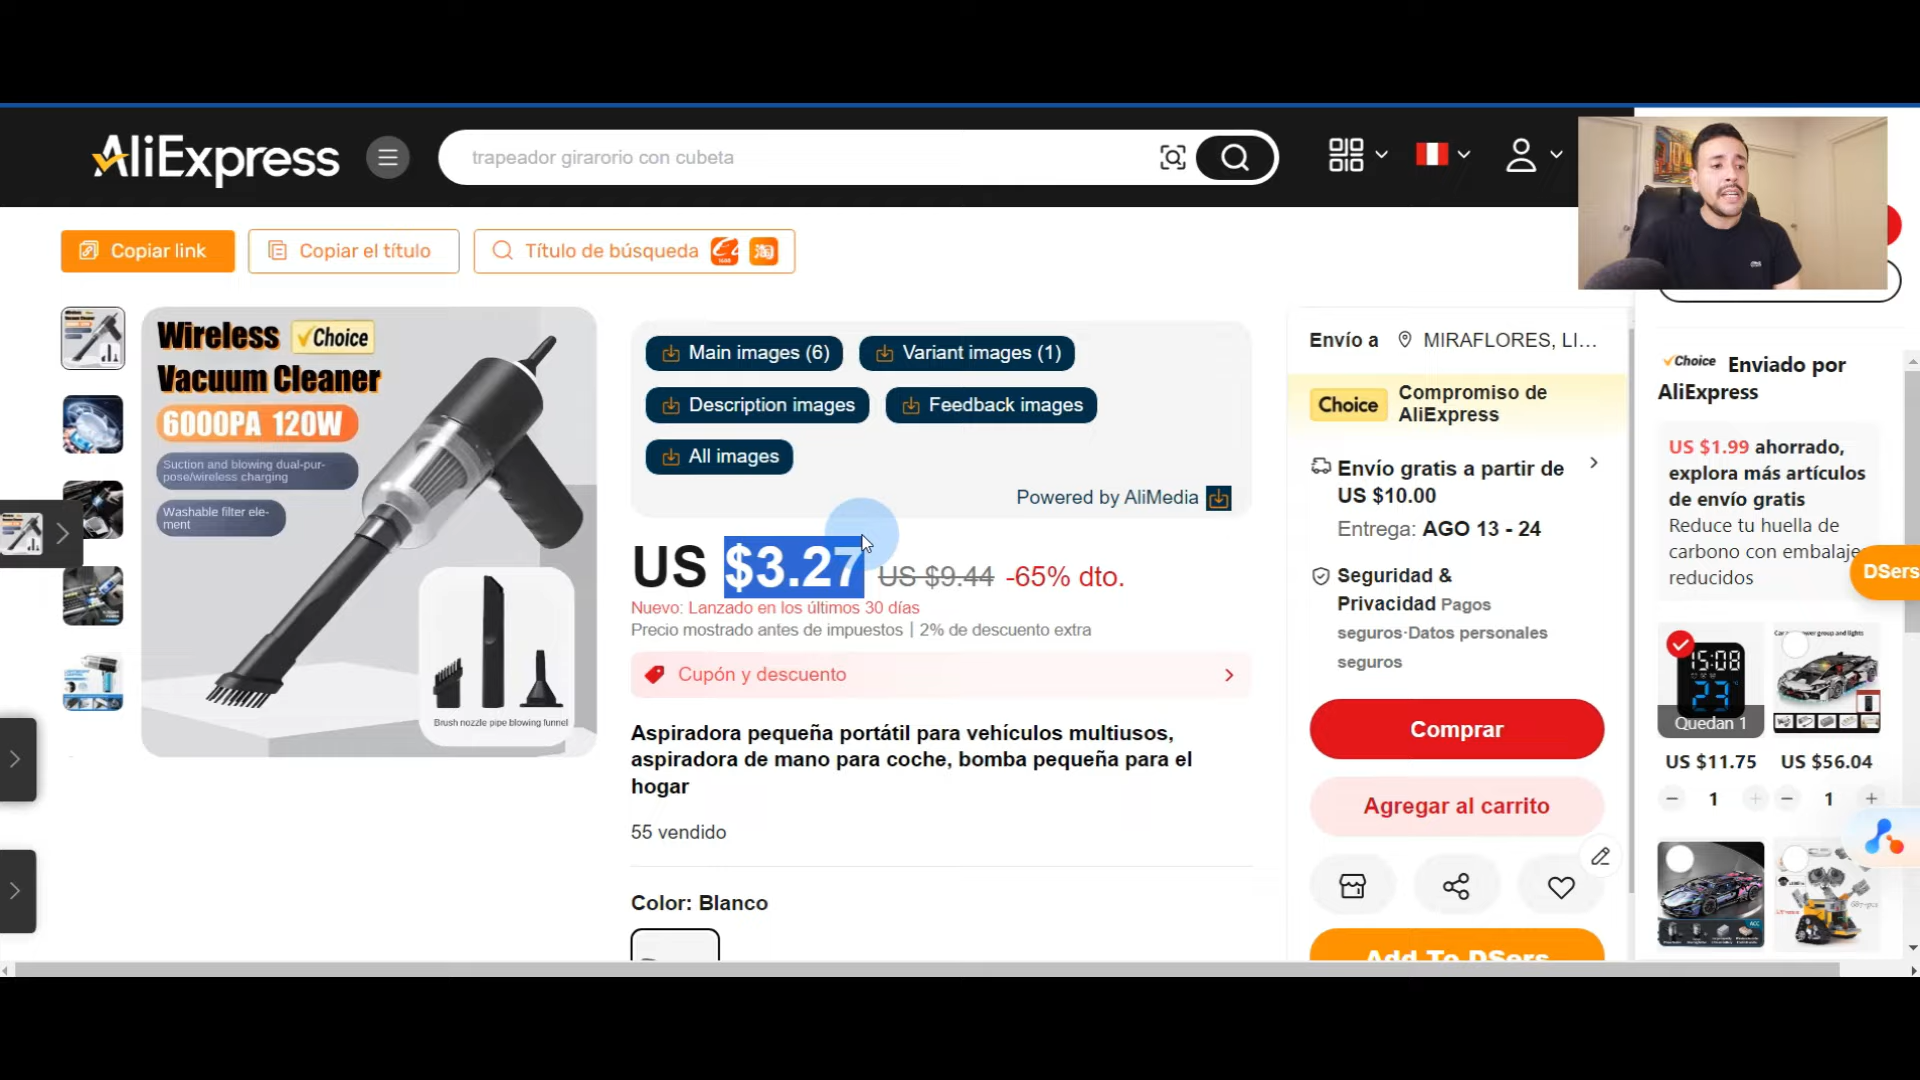 AliExpress
trapeador girarorio con cubeta
Copiar link
Copiar el título
Título de búsqueda
Wireless
Choice
Vacuum Cleaner
6000PA 120W
Suction and blowing dual-pur-
pose/wireless charging
Washable filter ele-
ment
Brush nozzle pipe blowing funnel
Main images (6)
Variant images (1)
Description images
Feedback images
All images
Powered by AliMedia
US $3.27 US $9.44 -65% dto.
Nuevo: Lanzado en los últimos 30 días
Precio mostrado antes de impuestos | 2% de descuento extra
Cupón y descuento
Aspiradora pequeña portátil para vehículos multiusos,
aspiradora de mano para coche, bomba pequeña para el
hogar
55 vendido
Color: Blanco
Envío a MIRAFLORES, LI...
Choice
Compromiso de
AliExpress
Envío gratis a partir de
US $10.00
Entrega: AGO 13 - 24
Seguridad &
Privacidad Pagos
seguros·Datos personales
seguros
Comprar
Agregar al carrito
Add To DSers
Choice Enviado por
AliExpress
US $1.99 ahorrado,
explora más artículos
de envío gratis
Reduce tu huella de
carbono con embalaje
reducidos
DSers
15:08
23
Quedan 1
US $11.75
US $56.04
1
1